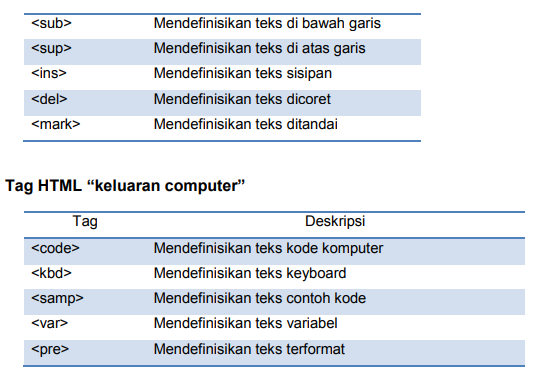 <sub> Mendefinisikan teks di bawah garis
<sup> Mendefinisikan teks di atas garis
<ins> Mendefinisikan teks sisipan
<del> Mendefinisikan teks dicoret
<mark> Mendefinisikan teks ditandai
Tag HTML “keluaran computer”
Tag Deskripsi
<code> Mendefinisikan teks kode komputer
<kbd> Mendefinisikan teks keyboard
<samp> Mendefinisikan teks contoh kode
<var> Mendefinisikan teks variabel
<pre> Mendefinisikan teks terformat